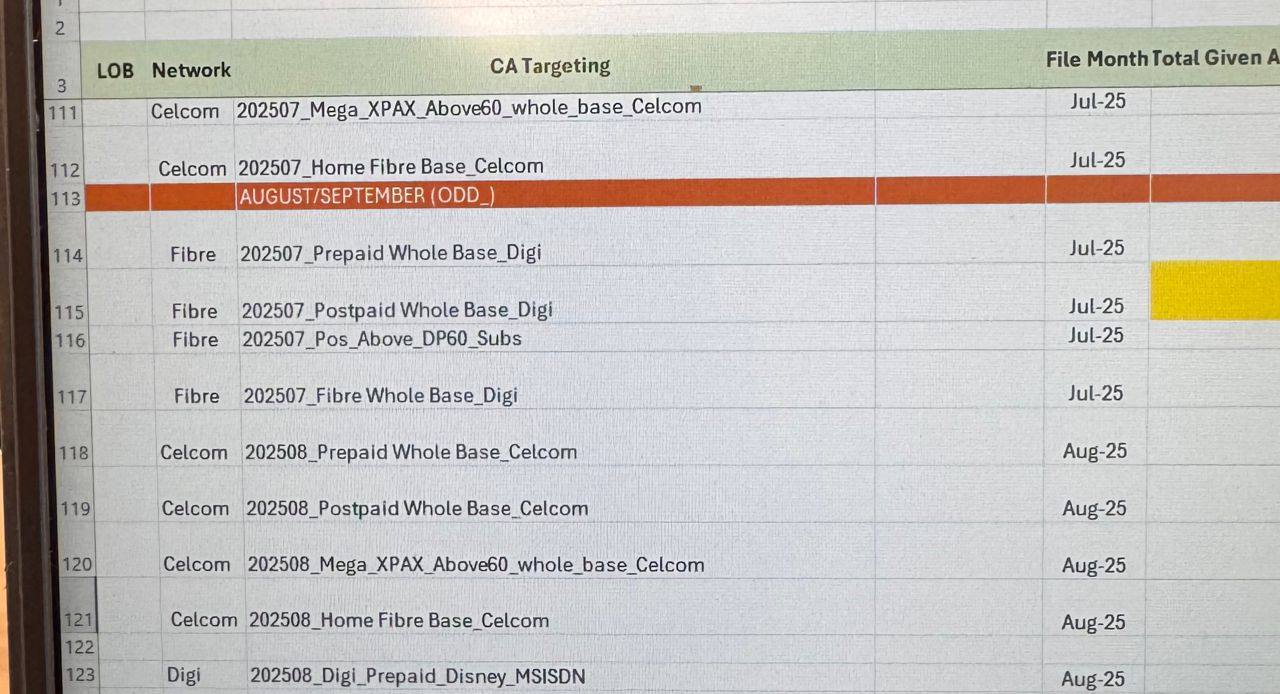 2
LOB Network CA Targeting File Month Total Given A
3
111 Celcom 202507_Mega_XPAX_Above60_whole_base_Celcom Jul-25
112 Celcom 202507_Home Fibre Base_Celcom Jul-25
113 AUGUST/SEPTEMBER (ODD_)
114 Fibre 202507_Prepaid Whole Base_Digi Jul-25
115 Fibre 202507_Postpaid Whole Base_Digi Jul-25
116 Fibre 202507_Pos_Above_DP60_Subs Jul-25
117 Fibre 202507_Fibre Whole Base_Digi Jul-25
118 Celcom 202508_Prepaid Whole Base_Celcom Aug-25
119 Celcom 202508_Postpaid Whole Base_Celcom Aug-25
120 Celcom 202508_Mega_XPAX_Above60_whole_base_Celcom Aug-25
121 Celcom 202508_Home Fibre Base_Celcom Aug-25
122
123 Digi 202508_Digi_Prepaid_Disney_MSISDN Aug-25